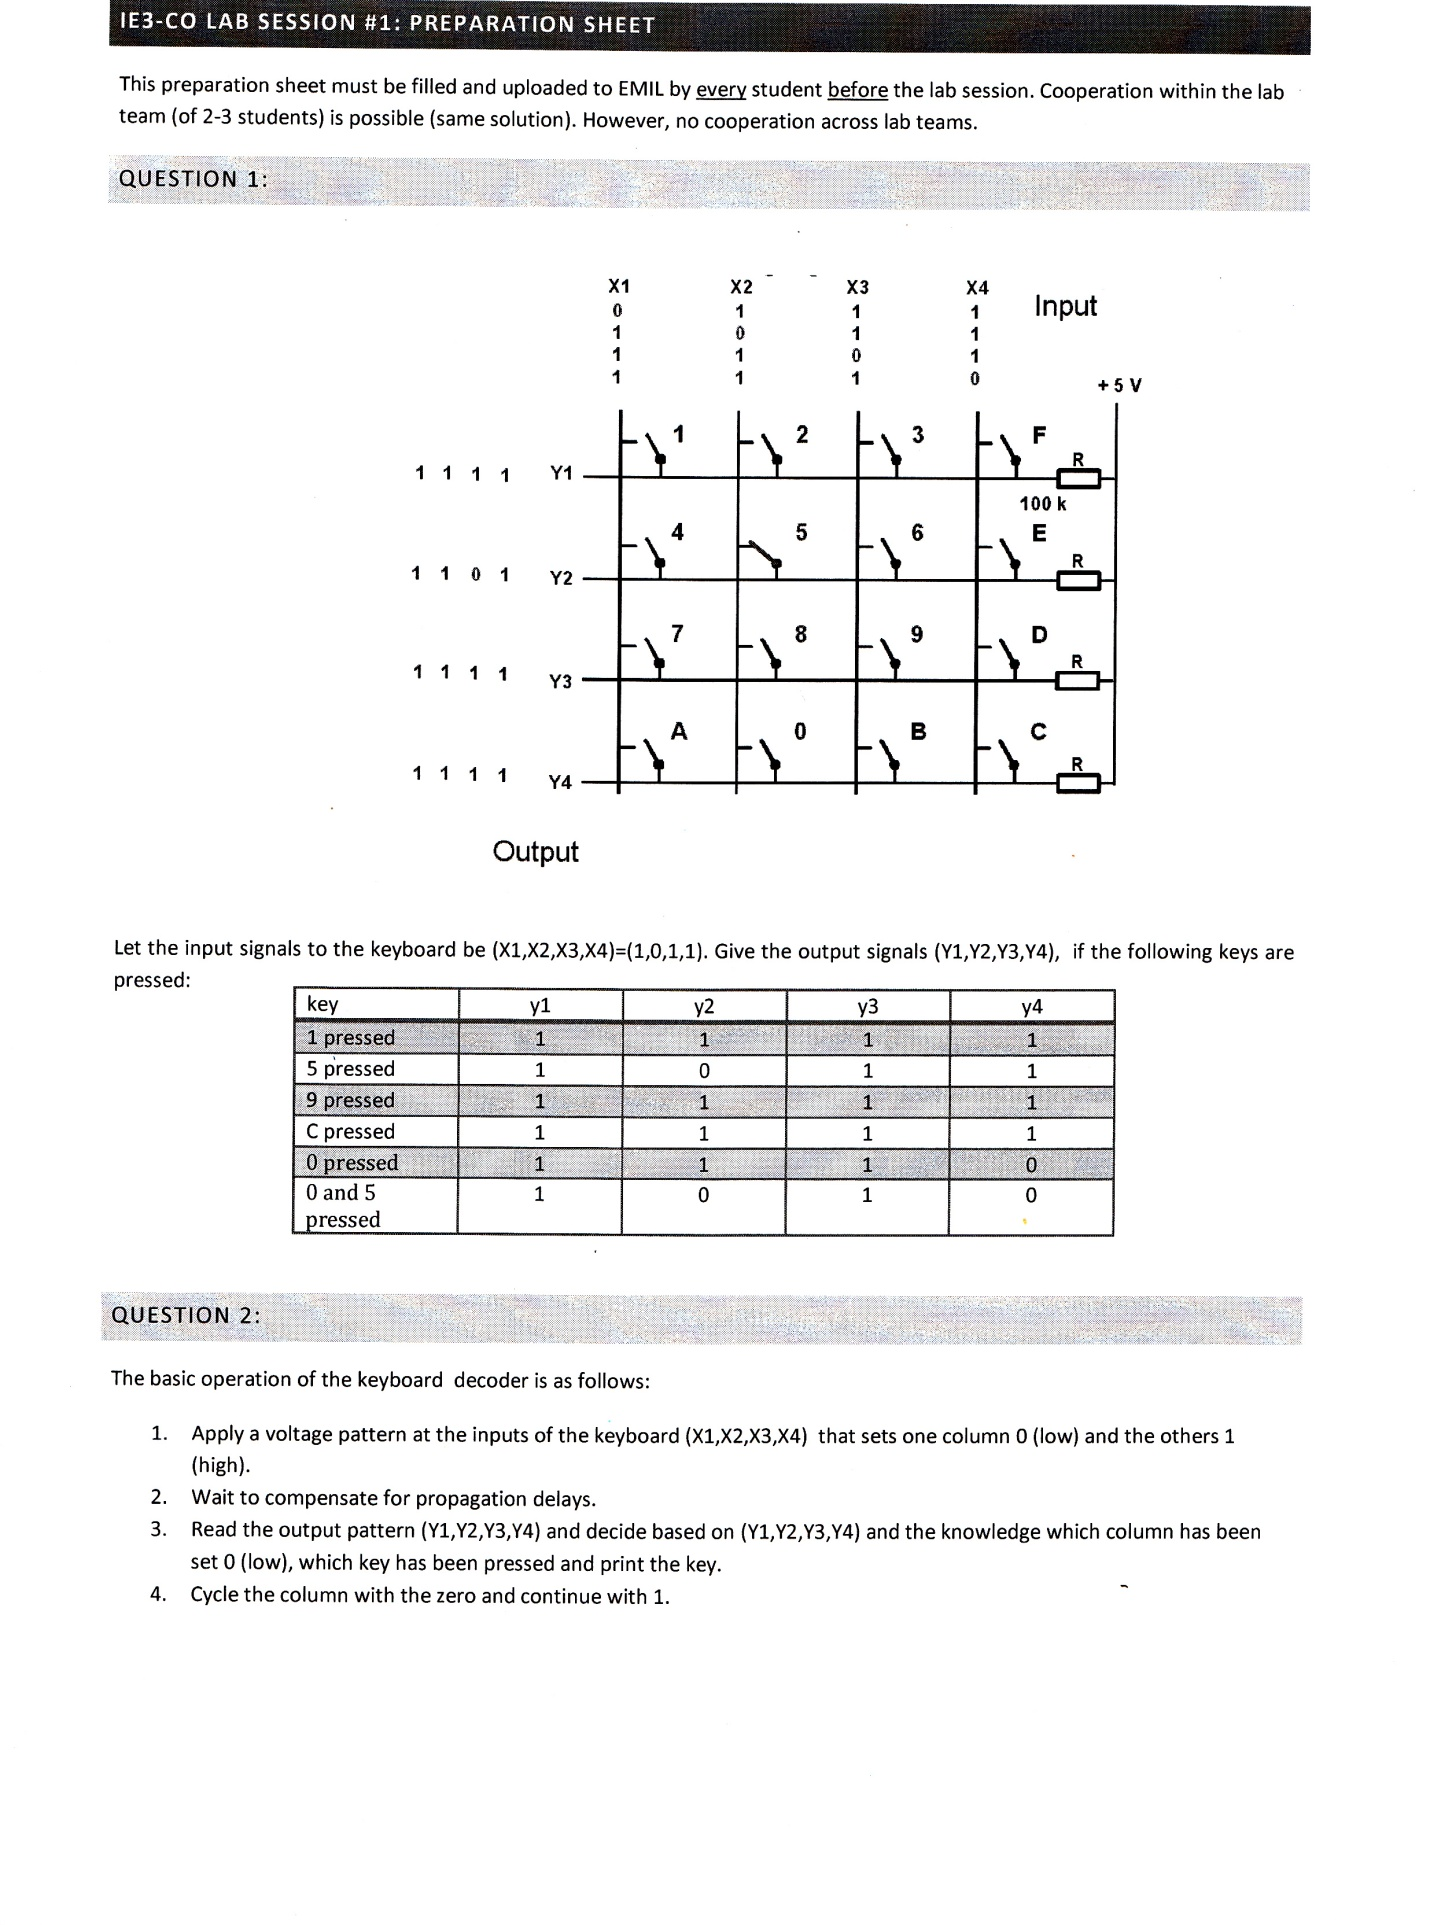 IE3-CO LAB SESSION #1: PREPARATION SHEET
This preparation sheet must be filled and uploaded to EMIL by every student before the lab session. Cooperation within the lab
team (of 2-3 students) is possible (same solution). However, no cooperation across lab teams.
QUESTION 1:
X1 X2 X3 X4 Input
0 1 1 1
1 0 1 1
1 1 0 1
1 1 1 0
+ 5 V
1 2 3 F
R
1 1 1 1 Y1
100 k
4 5 6 E
R
1 1 0 1 Y2
7 8 9 D
R
1 1 1 1 Y3
A 0 B C
R
1 1 1 1 Y4
Output
Let the input signals to the keyboard be (X1,X2,X3,X4)=(1,0,1,1). Give the output signals (Y1,Y2,Y3,Y4), if the following keys are
pressed:
key y1 y2 y3 y4
1 pressed 1 1 1 1
5 pressed 1 0 1 1
9 pressed 1 1 1 1
C pressed 1 1 1 1
0 pressed 1 1 1 0
0 and 5 1 0 1 0
pressed
QUESTION 2:
The basic operation of the keyboard decoder is as follows:
1. Apply a voltage pattern at the inputs of the keyboard (X1,X2,X3,X4) that sets one column 0 (low) and the others 1
(high).
2. Wait to compensate for propagation delays.
3. Read the output pattern (Y1,Y2,Y3,Y4) and decide based on (Y1,Y2,Y3,Y4) and the knowledge which column has been
set 0 (low), which key has been pressed and print the key.
4. Cycle the column with the zero and continue with 1.